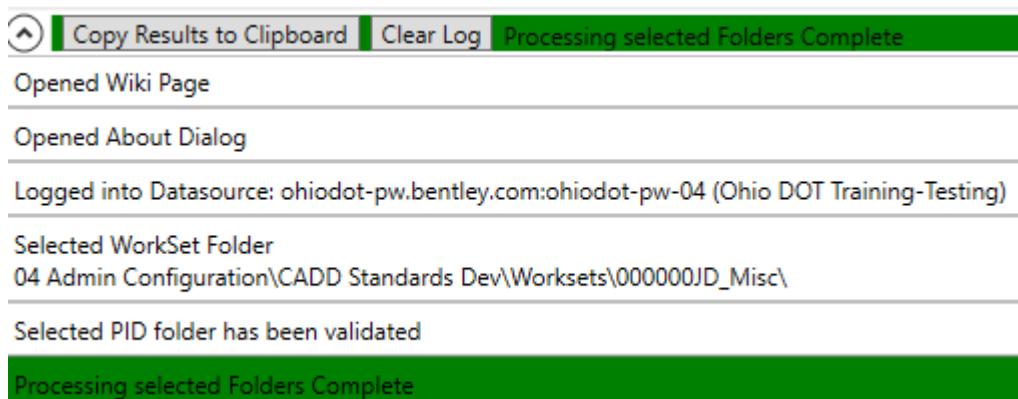 Copy Results to Clipboard Clear Log Processing selected Folders Complete
Opened Wiki Page
Opened About Dialog
Logged into Datasource: ohiodot-pw.bentley.com:ohiodot-pw-04 (Ohio DOT Training-Testing)
Selected WorkSet Folder
04 Admin Configuration\CADD Standards Dev\Worksets\000000JD_Misc\
Selected PID folder has been validated
Processing selected Folders Complete